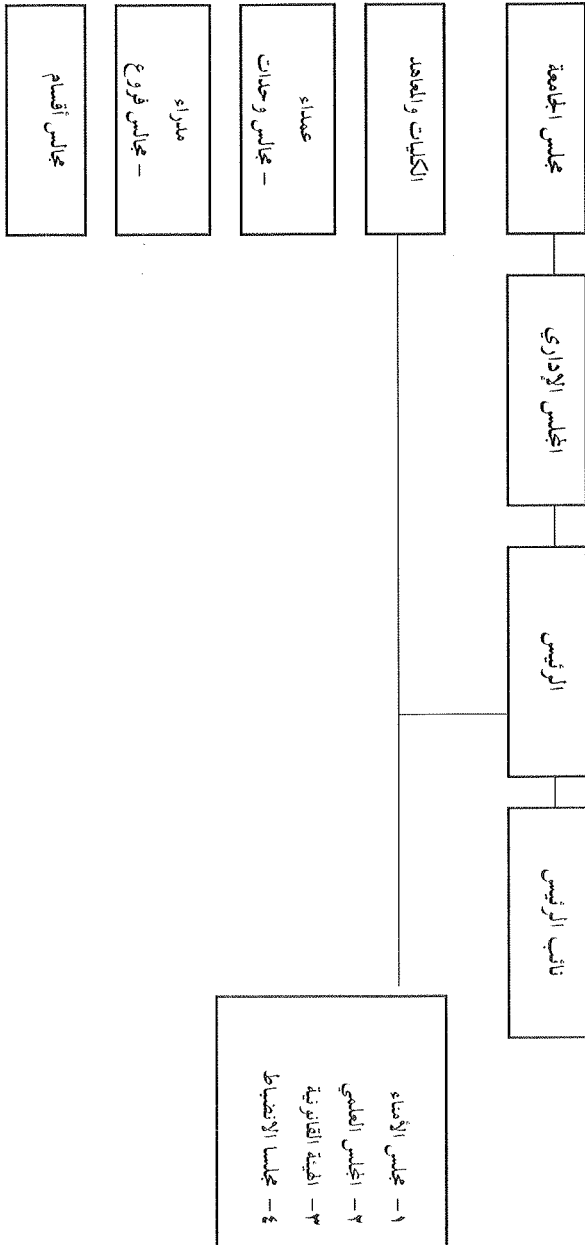 نائب الرئيس
الرئيس
المجلس الإداري
مجلس الجامعة
١ - مجلس الأمناء
٢ - المجلس العلمي
٣ - الهيئة القانونية
٤ - مجلسا الانضباط
الكليات والمعاهد
عمداء
- مجالس وحدات
مدراء
- مجالس فروع
مجالس أقسام